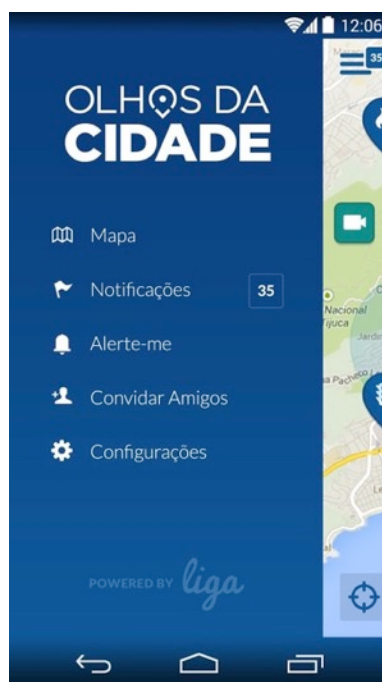 12:06
35
OLHOS DA
CIDADE
Mapa
Notificações 35
Alerte-me
Convidar Amigos
Configurações
Nacional
Tijuca
Jardi
POWERED BY liga